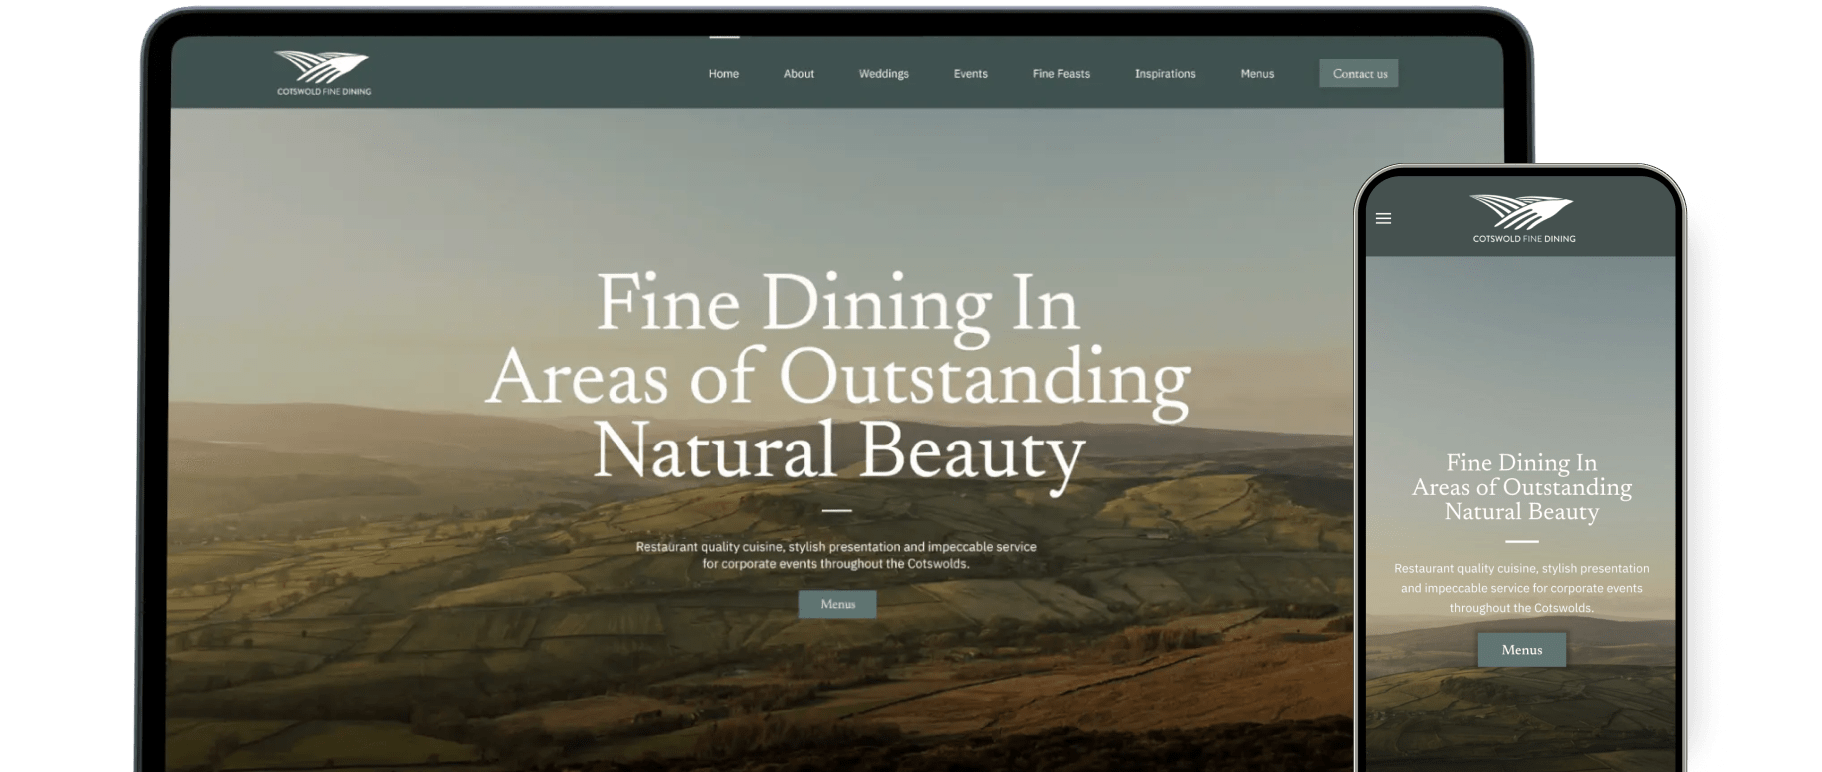 COTSWOLD FINE DINING
Home About Weddings Events Fine Feasts Inspirations Menus Contact us
Fine Dining In
Areas of Outstanding
Natural Beauty
Restaurant quality cuisine, stylish presentation and impeccable service
for corporate events throughout the Cotswolds.
Menus
COTSWOLD FINE DINING
Fine Dining In
Areas of Outstanding
Natural Beauty
Restaurant quality cuisine, stylish presentation
and impeccable service for corporate events
throughout the Cotswolds.
Menus